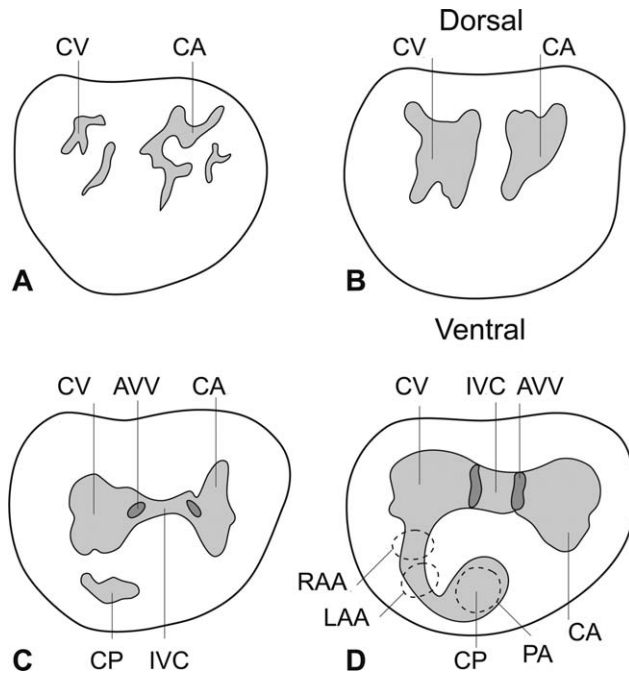 Dorsal
CV CA
CV CA
A
B
Ventral
CV AVV CA
CV IVC AVV
RAA
LAA
C CP IVC
D CP PA CA